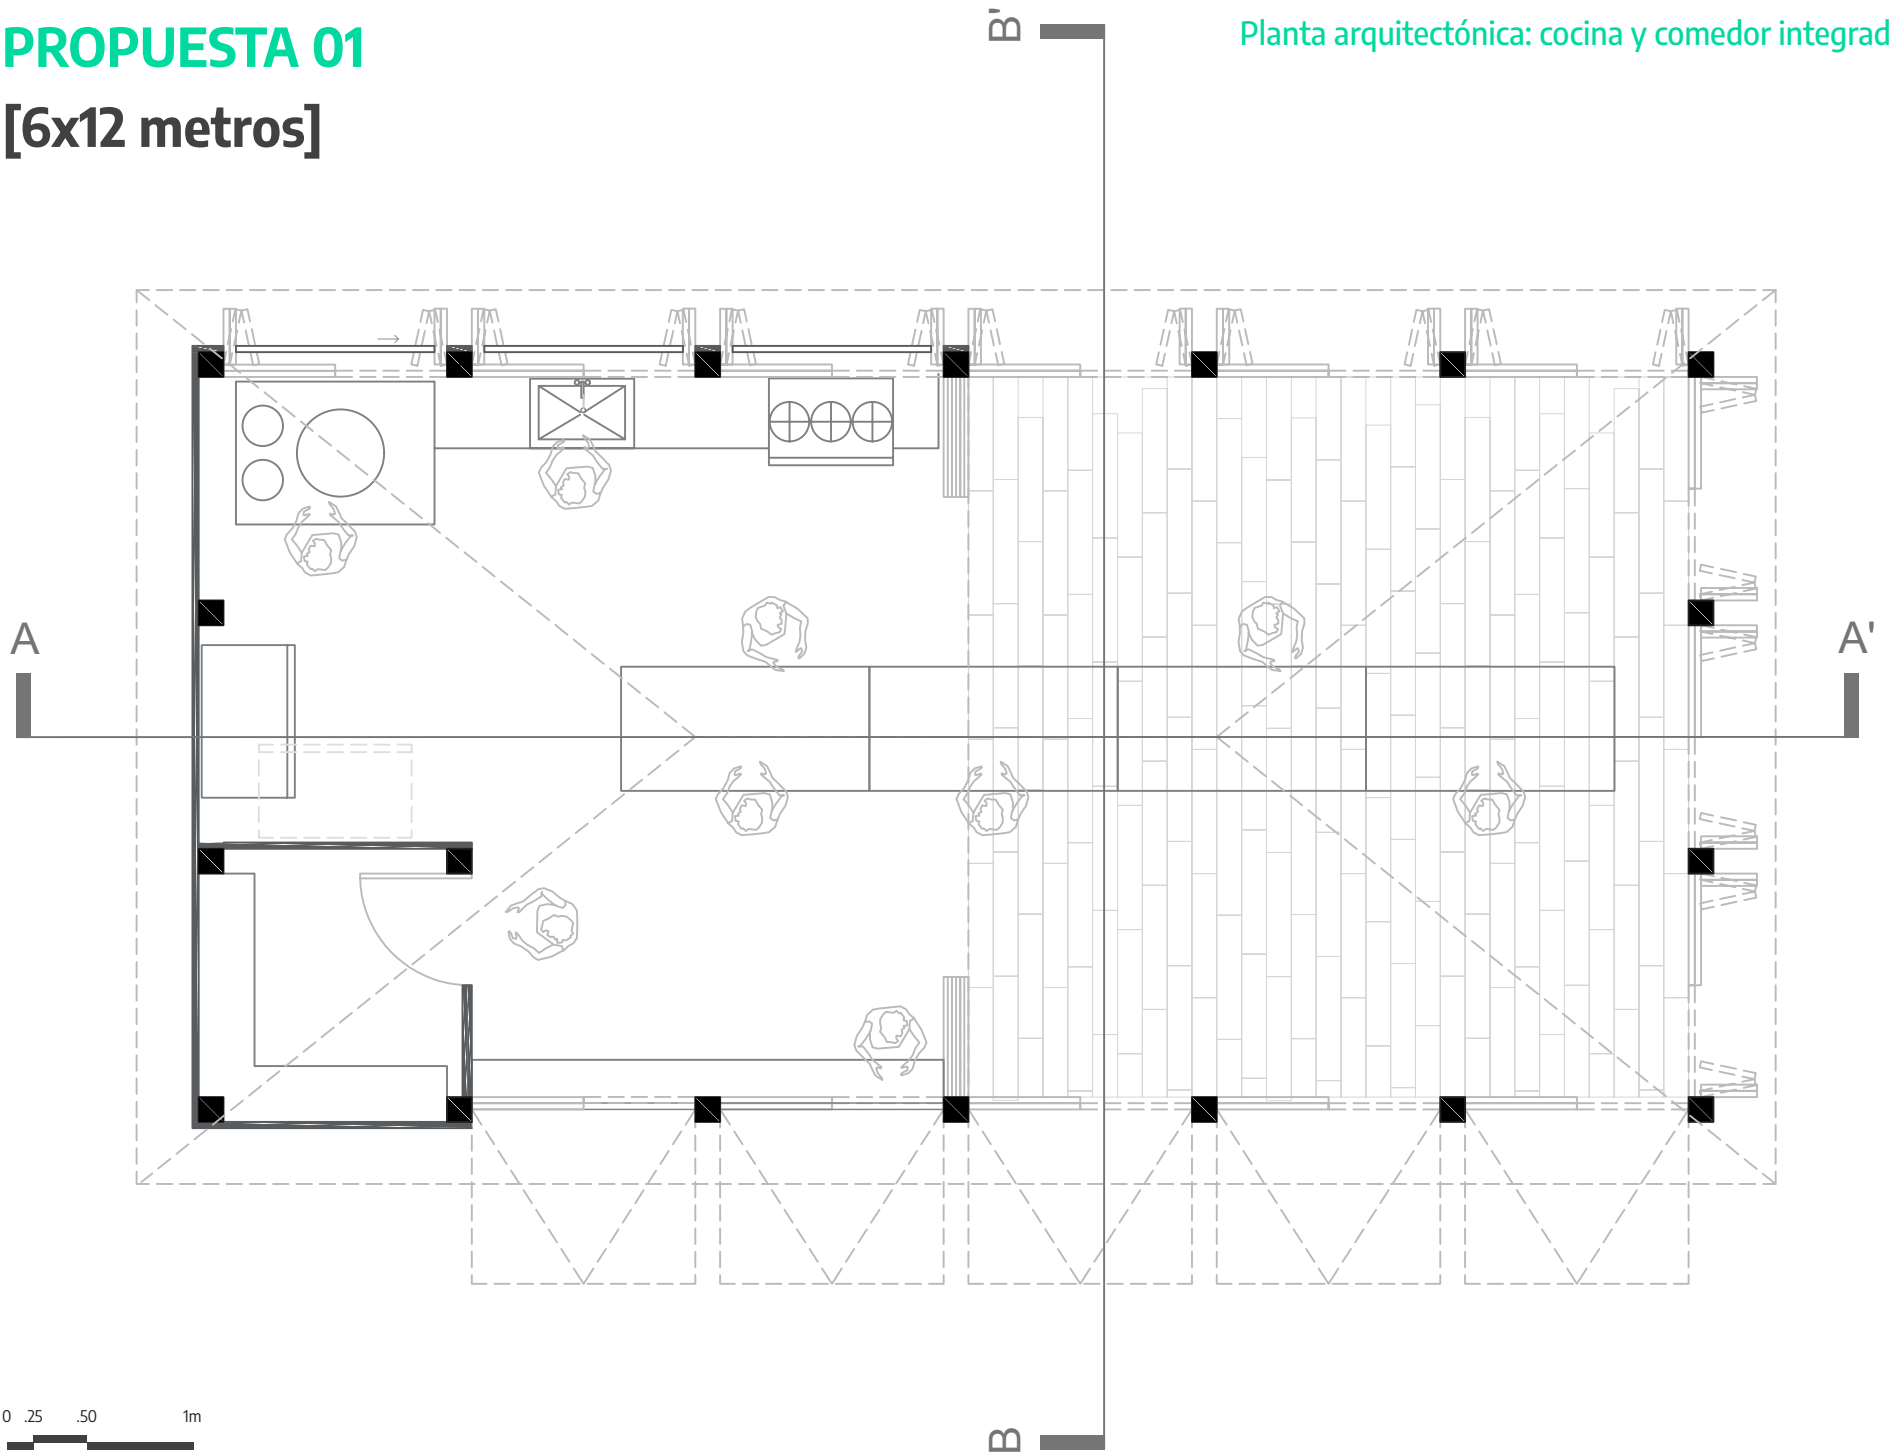 PROPUESTA 01
Planta arquitectónica: cocina y comedor integrad
[6x12 metros]
B'
A
A'
B
0 .25 .50 1m